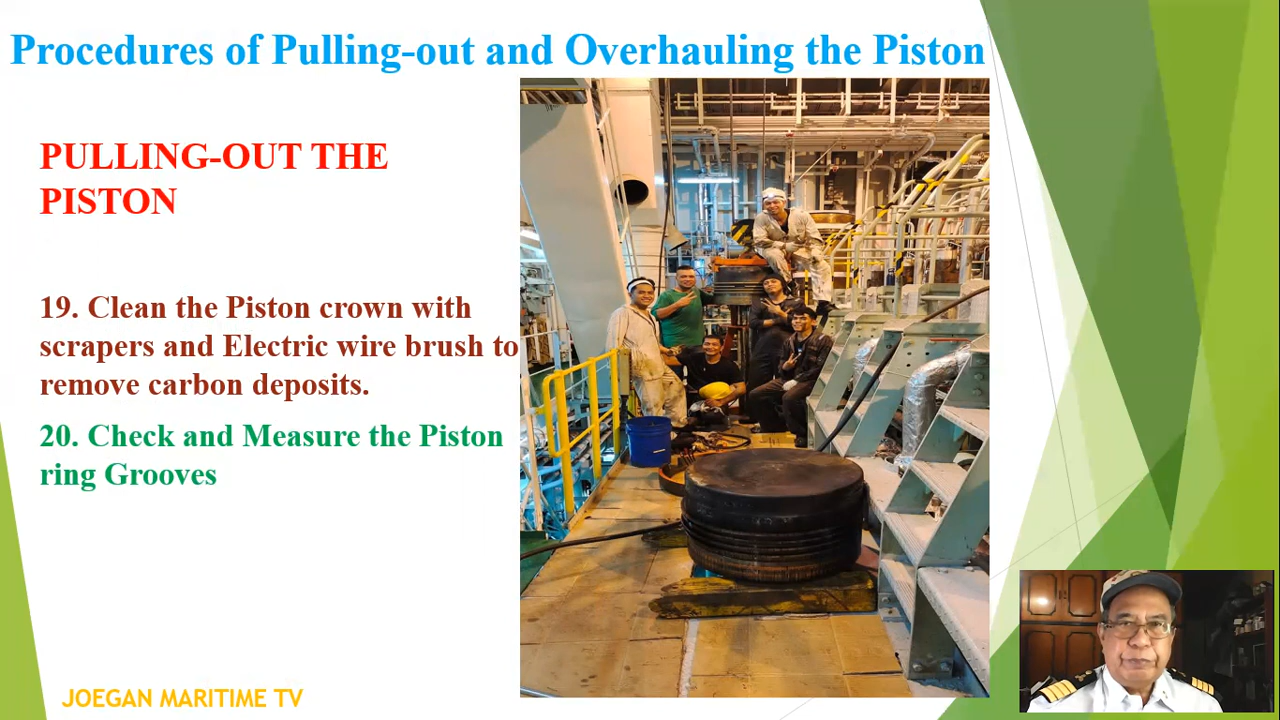 Procedures of Pulling-out and Overhauling the Piston
PULLING-OUT THE
PISTON
19. Clean the Piston crown with
scrapers and Electric wire brush to
remove carbon deposits.
20. Check and Measure the Piston
ring Grooves
JOEGAN MARITIME TV